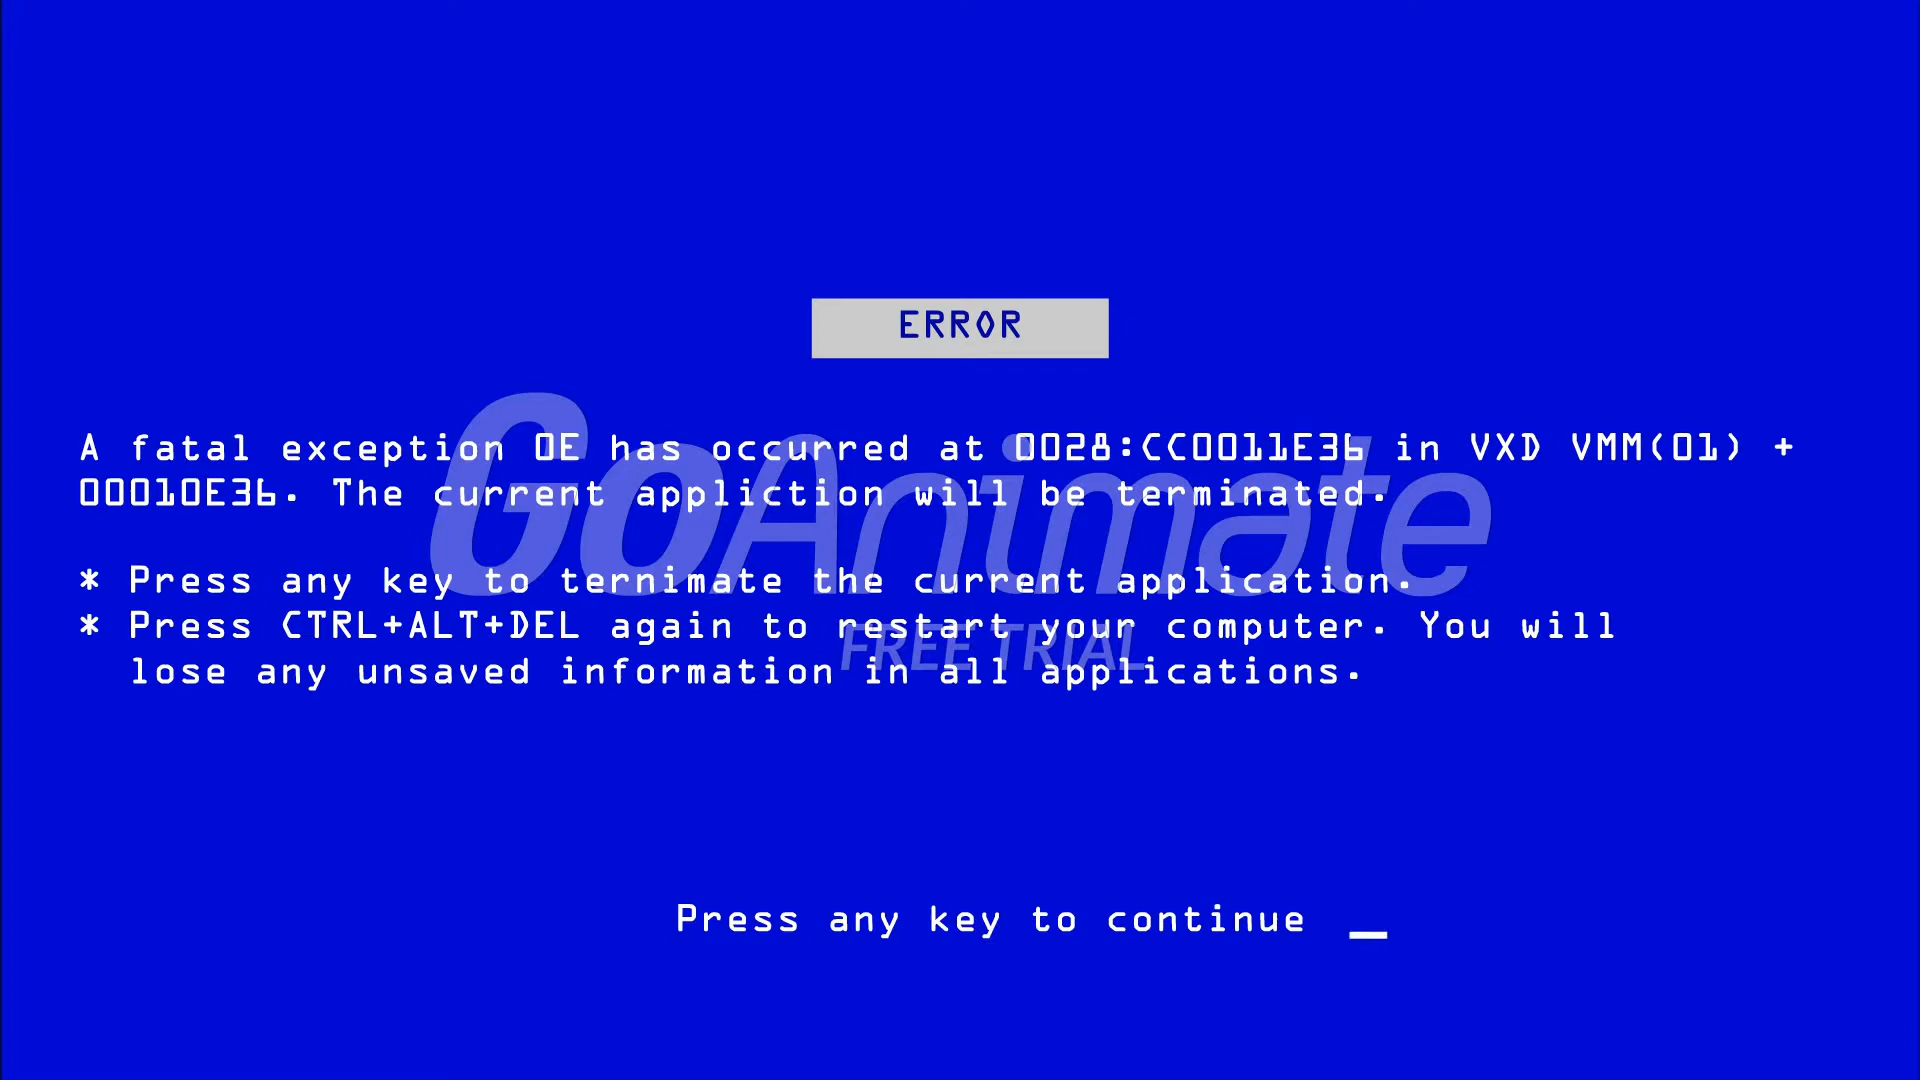 ERROR
A fatal exception 0E has occurred at 0028:CC0011E36 in VXD VMM(01) +
00010E36. The current appliction will be terminated.
GoAnimate
* Press any key to ternimate the current application.
* Press CTRL+ALT+DEL again to restart your computer. You will
FREE TRIAL
lose any unsaved information in all applications.
Press any key to continue _